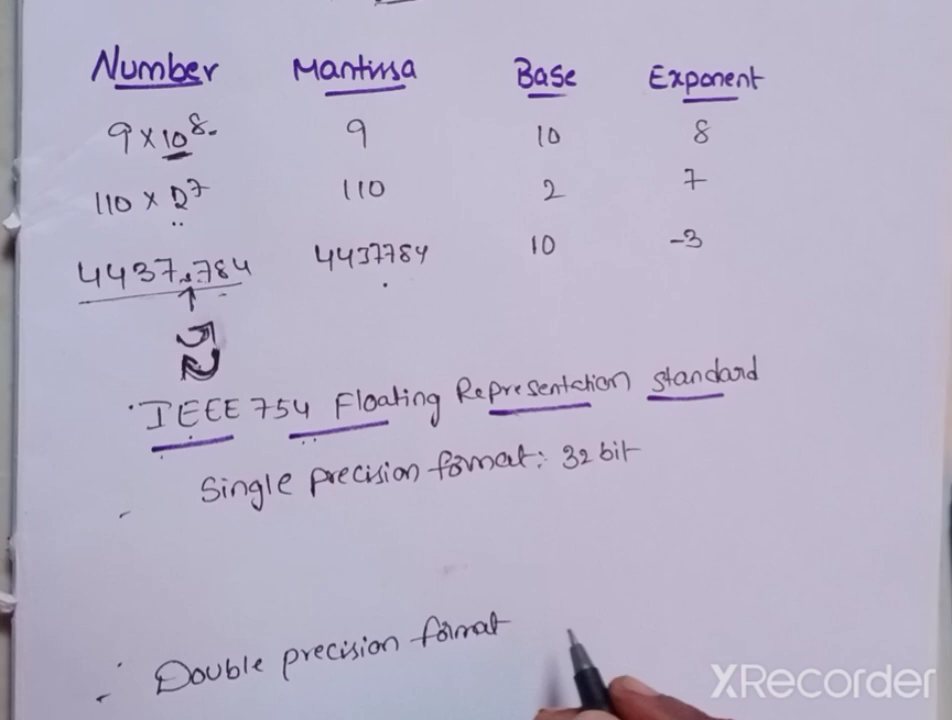 Number Mantissa Base Exponent
9 × 10^8 9 10 8
110 × 2^7 110 2 7
4437.784 4437784 10 -3
IEEE 754 Floating Representation standard
Single precision format: 32 bit
Double precision format
XRecorder